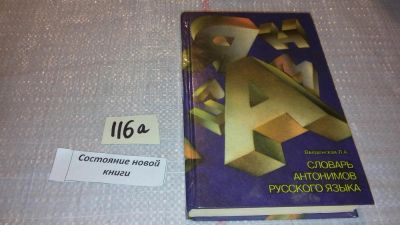 116а
Состояние новой
книги
Введенская Л.А.
СЛОВАРЬ
АНТОНИМОВ
РУССКОГО ЯЗЫКА